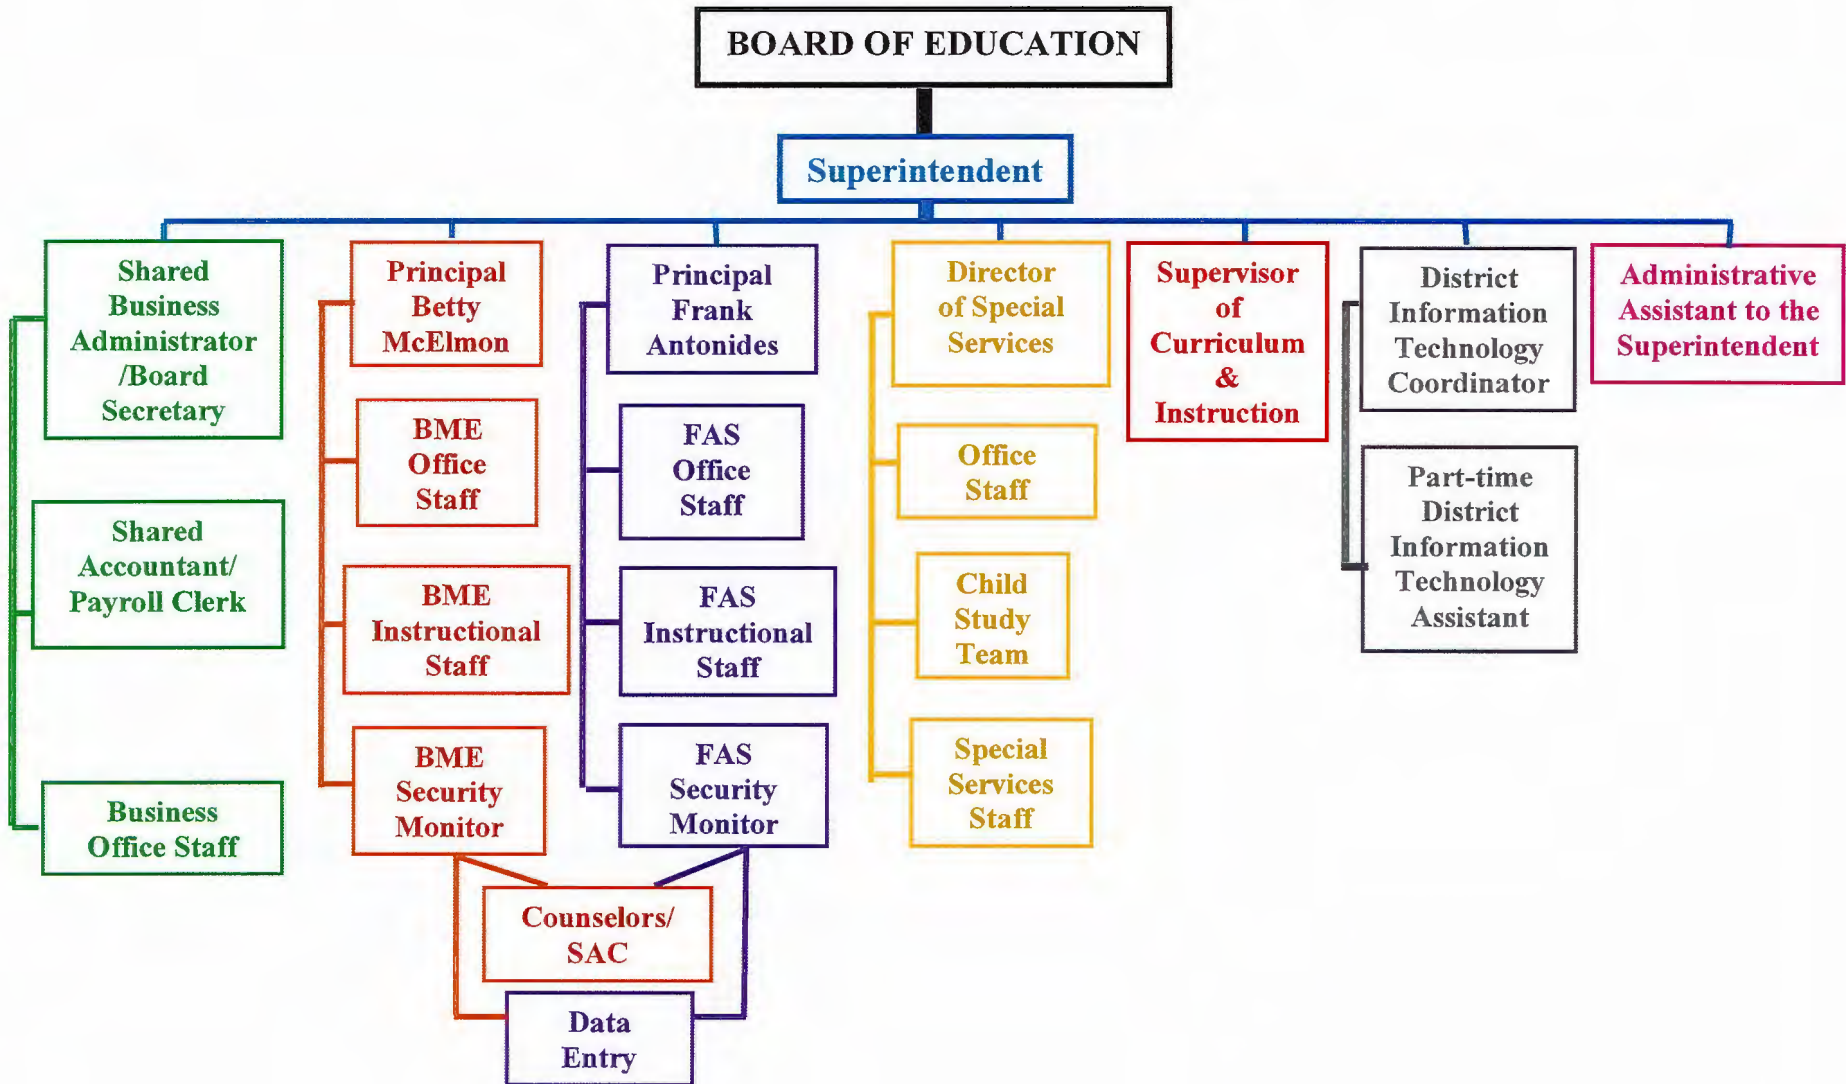 BOARD OF EDUCATION
Superintendent
Shared
Business
Administrator
/Board
Secretary
Shared
Accountant/
Payroll Clerk
Business
Office Staff
Principal
Betty
McElmon
BME
Office
Staff
BME
Instructional
Staff
BME
Security
Monitor
Principal
Frank
Antonides
FAS
Office
Staff
FAS
Instructional
Staff
FAS
Security
Monitor
Counselors/
SAC
Data
Entry
Director
of Special
Services
Office
Staff
Child
Study
Team
Special
Services
Staff
Supervisor
of
Curriculum
&
Instruction
District
Information
Technology
Coordinator
Part-time
District
Information
Technology
Assistant
Administrative
Assistant to the
Superintendent